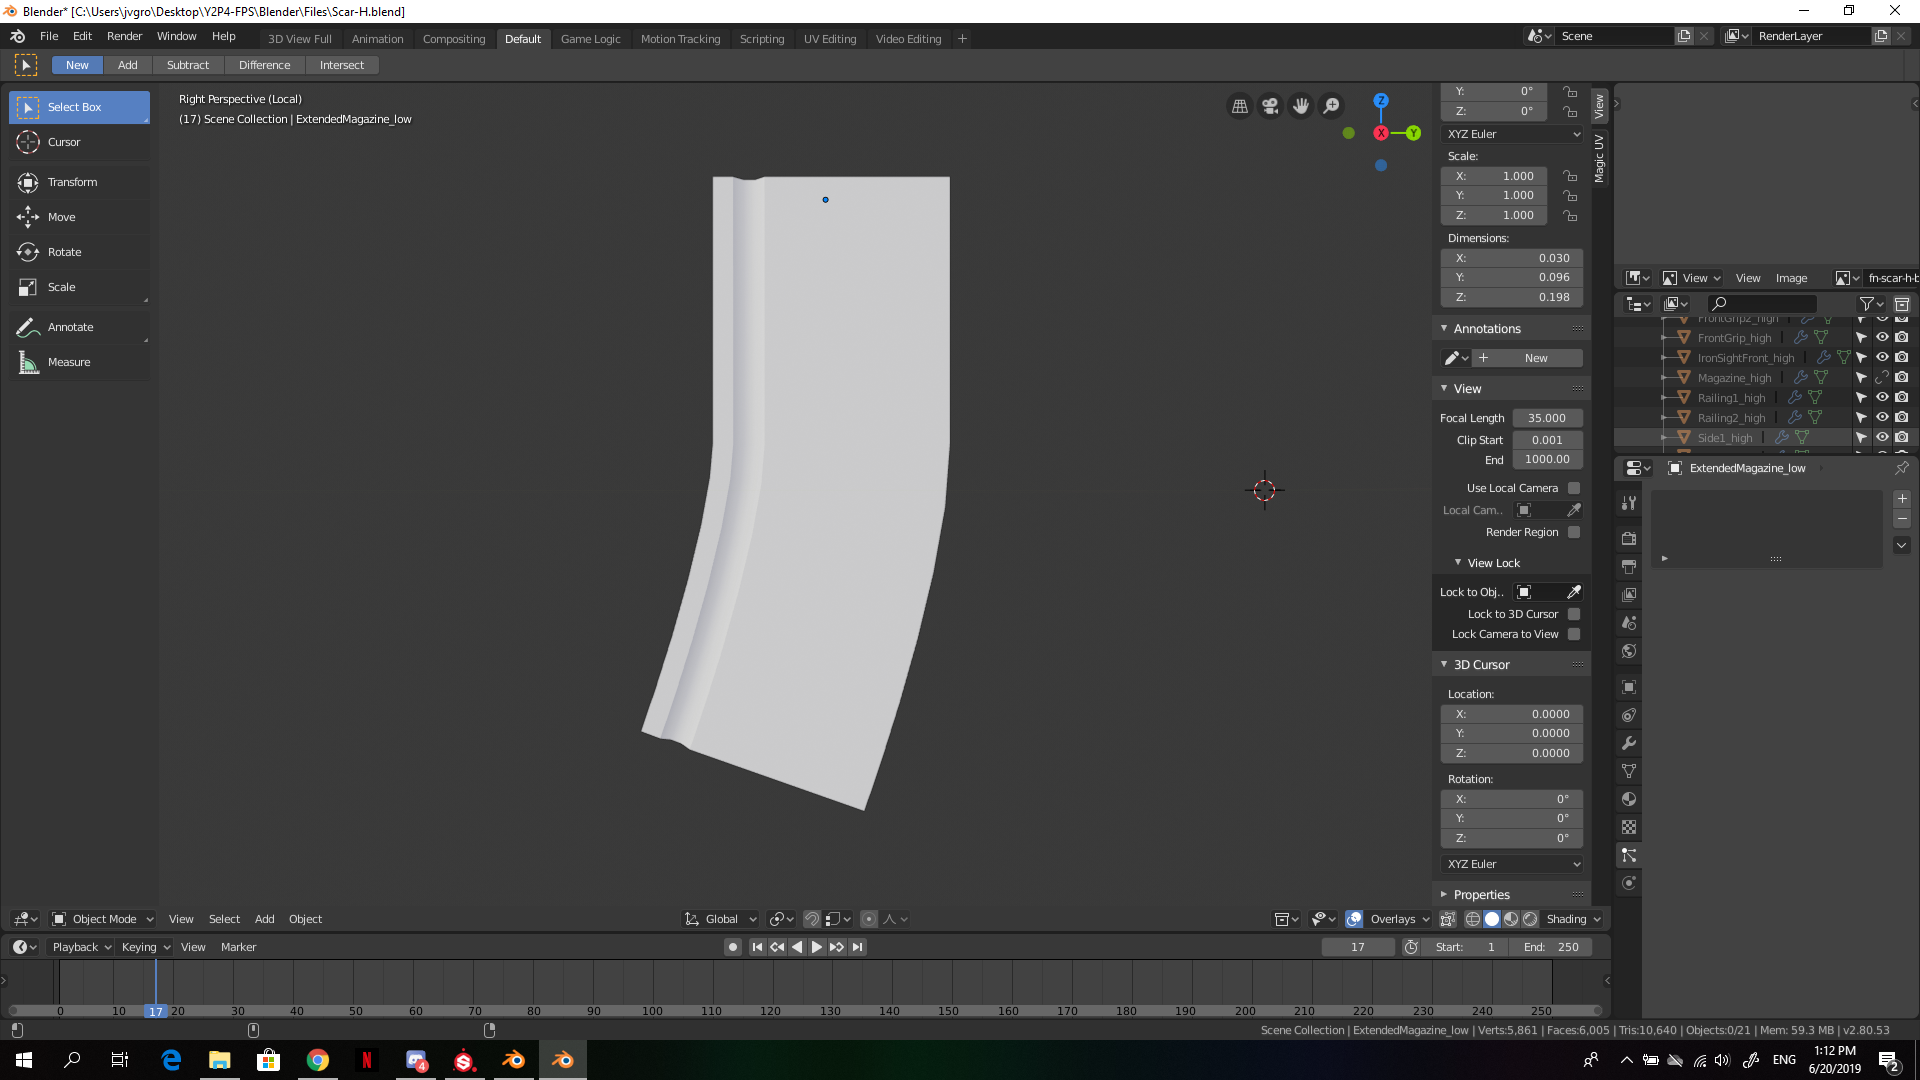 Blender* [C:\Users\jvgro\Desktop\Y2P4-FPS\Blender\Files\Scar-H.blend]
File Edit Render Window Help 3D View Full Animation Compositing Default Game Logic Motion Tracking Scripting UV Editing Video Editing + Scene RenderLayer
New Add Subtract Difference Intersect
Select Box
Cursor
Transform
Move
Rotate
Scale
Annotate
Measure
Right Perspective (Local)
(17) Scene Collection | ExtendedMagazine_low
Z
X
Y
Y: 0°
Z: 0°
XYZ Euler
Scale:
X: 1.000
Y: 1.000
Z: 1.000
Dimensions:
X: 0.030
Y: 0.096
Z: 0.198
Annotations
+ New
View
Focal Length 35.000
Clip Start 0.001
End 1000.00
Use Local Camera
Local Cam..
Render Region
View Lock
Lock to Obj..
Lock to 3D Cursor
Lock Camera to View
3D Cursor
Location:
X: 0.0000
Y: 0.0000
Z: 0.0000
Rotation:
X: 0°
Y: 0°
Z: 0°
XYZ Euler
Properties
View
Magic UV
View View Image fn-scar-h-b
FrontGrip2_high
FrontGrip_high
IronSightFront_high
Magazine_high
Railing1_high
Railing2_high
Side1_high
ExtendedMagazine_low
Object Mode View Select Add Object Global Overlays Shading
Playback Keying View Marker 17 Start: 1 End: 250
0 10 17 20 30 40 50 60 70 80 90 100 110 120 130 140 150 160 170 180 190 200 210 220 230 240 250
Scene Collection | ExtendedMagazine_low | Verts:5,861 | Faces:6,005 | Tris:10,640 | Objects:0/21 | Mem: 59.3 MB | v2.80.53
N 4 S ENG 1:12 PM
6/20/2019 2